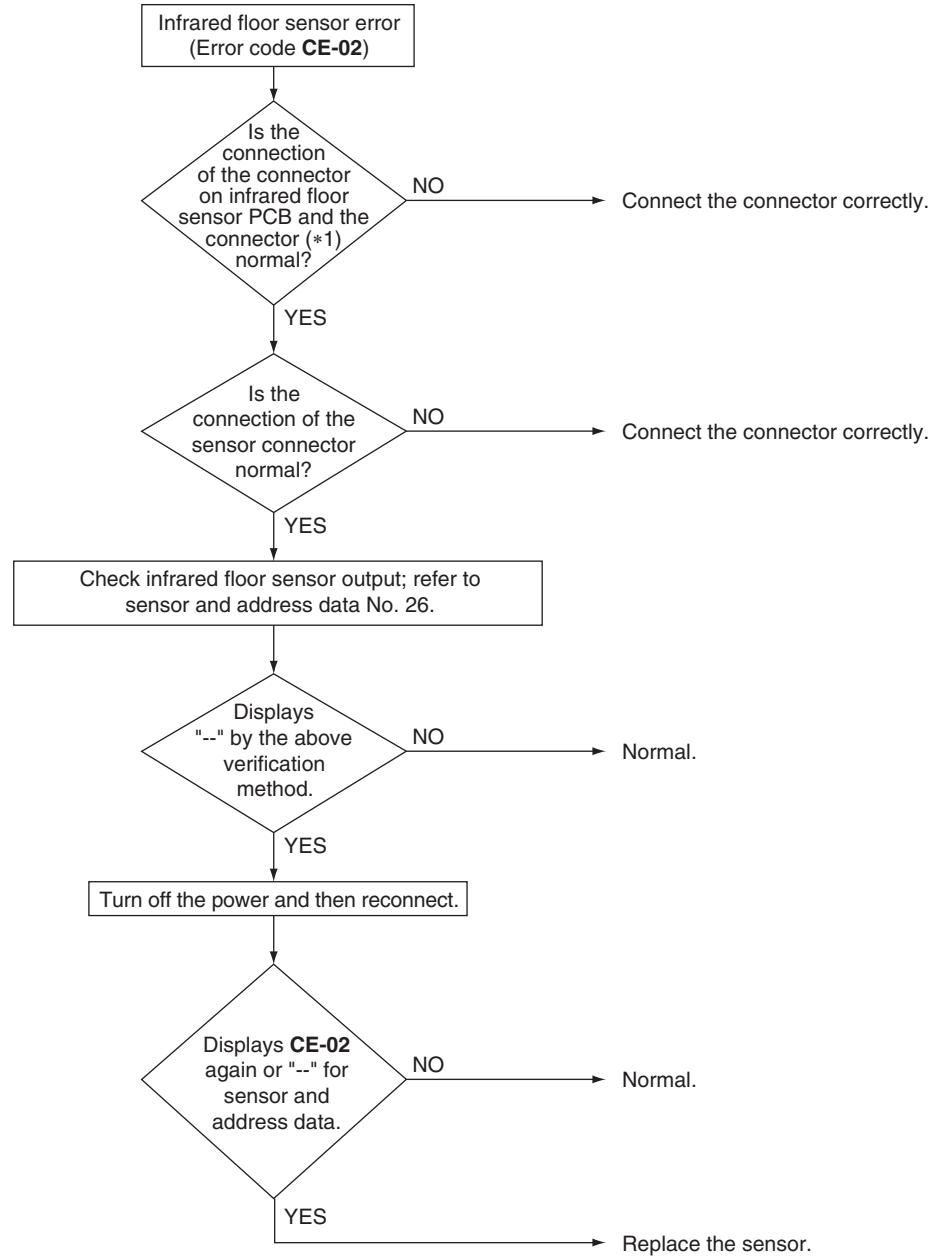 Infrared floor sensor error
(Error code CE-02)
Is the
connection
of the connector
on infrared floor
sensor PCB and the
connector (*1)
normal?
NO
Connect the connector correctly.
YES
Is the
connection of the
sensor connector
normal?
NO
Connect the connector correctly.
YES
Check infrared floor sensor output; refer to
sensor and address data No. 26.
Displays
"--" by the above
verification
method.
NO
Normal.
YES
Turn off the power and then reconnect.
Displays CE-02
again or "--" for
sensor and
address data.
NO
Normal.
YES
Replace the sensor.